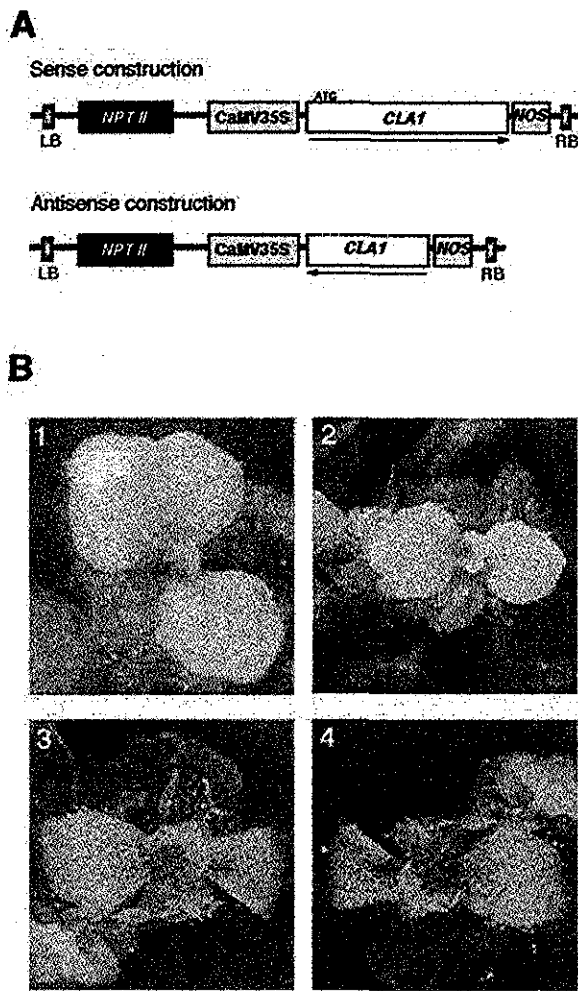 A
Sense construction
ATG
NPT II CaMV35S CLA1 NOS
LB RB
Antisense construction
NPT II CaMV35S CLA1 NOS
LB RB
B
1 2
3 4